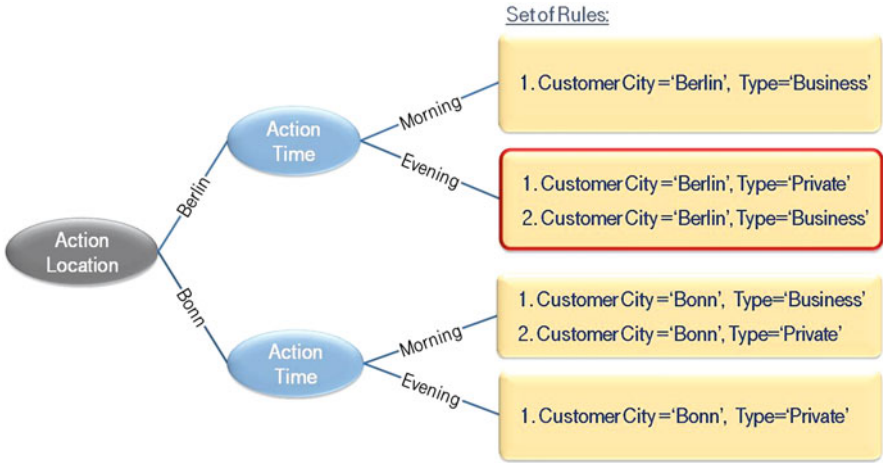 Set of Rules:
1. Customer City = ‘Berlin’, Type=‘Business’
Morning
Action
Time
Evening
1. Customer City = ‘Berlin’, Type=‘Private’
2. Customer City = ‘Berlin’, Type=‘Business’
Berlin
Action
Location
Bonn
1. Customer City = ‘Bonn’, Type=‘Business’
2. Customer City = ‘Bonn’, Type=‘Private’
Morning
Action
Time
Evening
1. Customer City = ‘Bonn’, Type=‘Private’